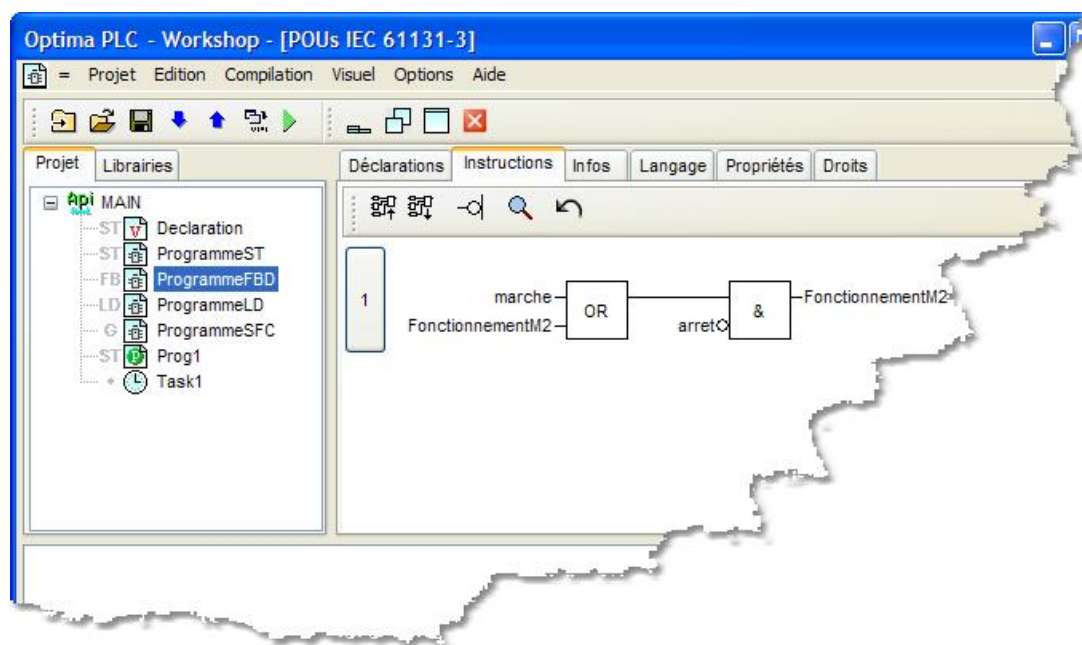 Optima PLC - Workshop - [POUs IEC 61131-3]
= Projet Edition Compilation Visuel Options Aide
Projet Librairies
Déclarations Instructions Infos Langage Propriétés Droits
Api MAIN
ST Declaration
ST ProgrammeST
FB ProgrammeFBD
LD ProgrammeLD
G ProgrammeSFC
ST Prog1
Task1
1
marche
FonctionnementM2
OR
arret
&
FonctionnementM2